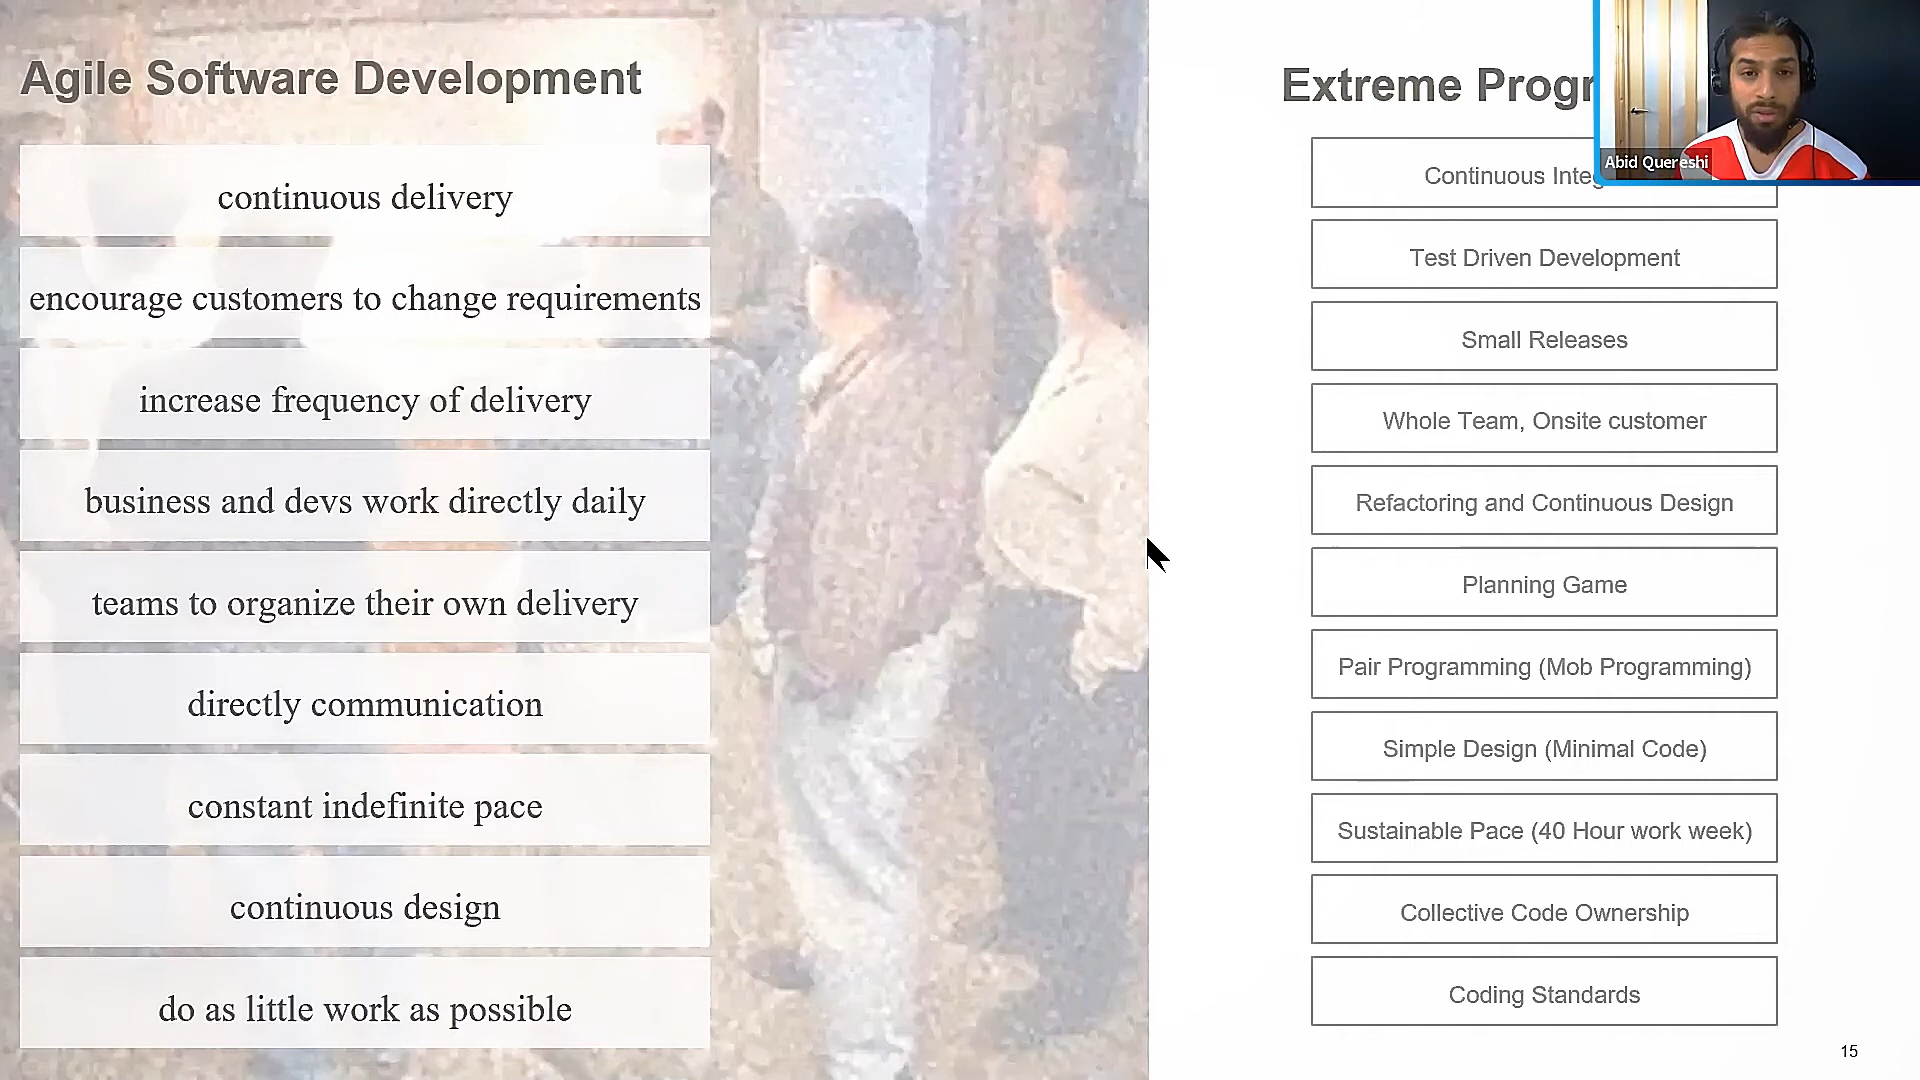 Agile Software Development
continuous delivery
encourage customers to change requirements
increase frequency of delivery
business and devs work directly daily
teams to organize their own delivery
directly communication
constant indefinite pace
continuous design
do as little work as possible
Extreme
Continuous
Test Driven Development
Small Releases
Whole Team, Onsite customer
Refactoring and Continuous Design
Planning Game
Pair Programming (Mob Programming)
Simple Design (Minimal Code)
Sustainable Pace (40 Hour work week)
Collective Code Ownership
Coding Standards
Abid Quereshi
15